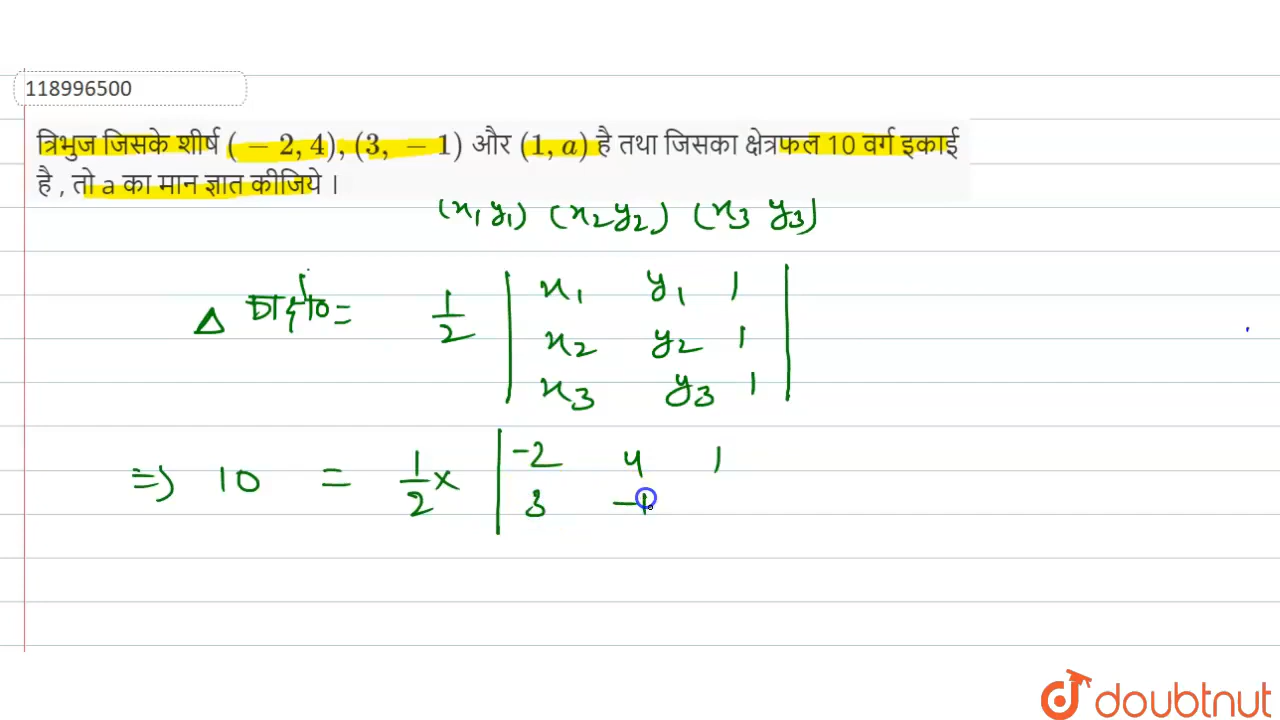 118996500
त्रिभुज जिसके शीर्ष (−2, 4), (3, −1) और (1, a) है तथा जिसका क्षेत्रफल 10 वर्ग इकाई
है , तो a का मान ज्ञात कीजिये ।
(x₁ y₁) (x₂ y₂) (x₃ y₃)
Δ = 1/2 | x₁ y₁ 1 |
x₂ y₂ 1
x₃ y₃ 1
⇒ 10 = 1/2 × | -2 4 1
3 -1
doubtnut